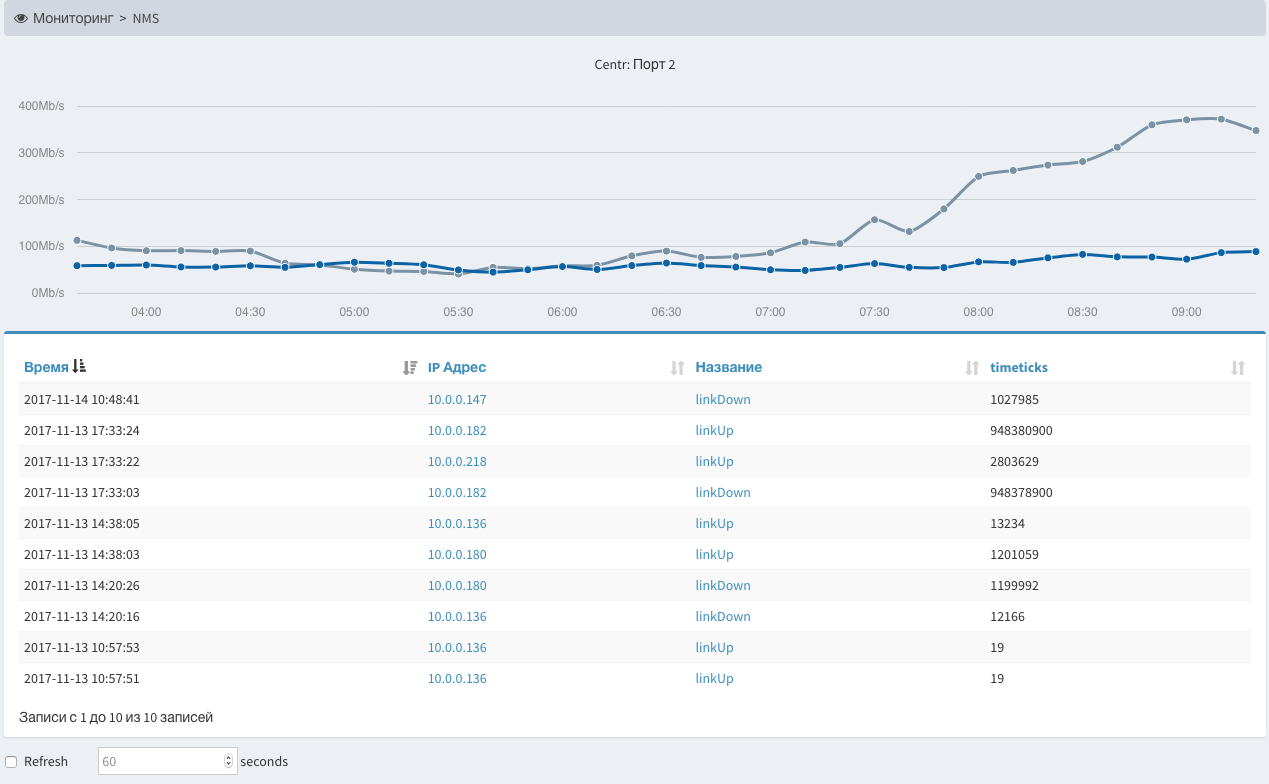 Мониторинг > NMS
Centr: Порт 2
400Mb/s
300Mb/s
200Mb/s
100Mb/s
0Mb/s
04:00 04:30 05:00 05:30 06:00 06:30 07:00 07:30 08:00 08:30 09:00
Время IP Адрес Название timeticks
2017-11-14 10:48:41 10.0.0.147 linkDown 1027985
2017-11-13 17:33:24 10.0.0.182 linkUp 948380900
2017-11-13 17:33:22 10.0.0.218 linkUp 2803629
2017-11-13 17:33:03 10.0.0.182 linkDown 948378900
2017-11-13 14:38:05 10.0.0.136 linkUp 13234
2017-11-13 14:38:03 10.0.0.180 linkUp 1201059
2017-11-13 14:20:26 10.0.0.180 linkDown 1199992
2017-11-13 14:20:16 10.0.0.136 linkDown 12166
2017-11-13 10:57:53 10.0.0.136 linkUp 19
2017-11-13 10:57:51 10.0.0.136 linkUp 19
Записи с 1 до 10 из 10 записей
Refresh 60 seconds